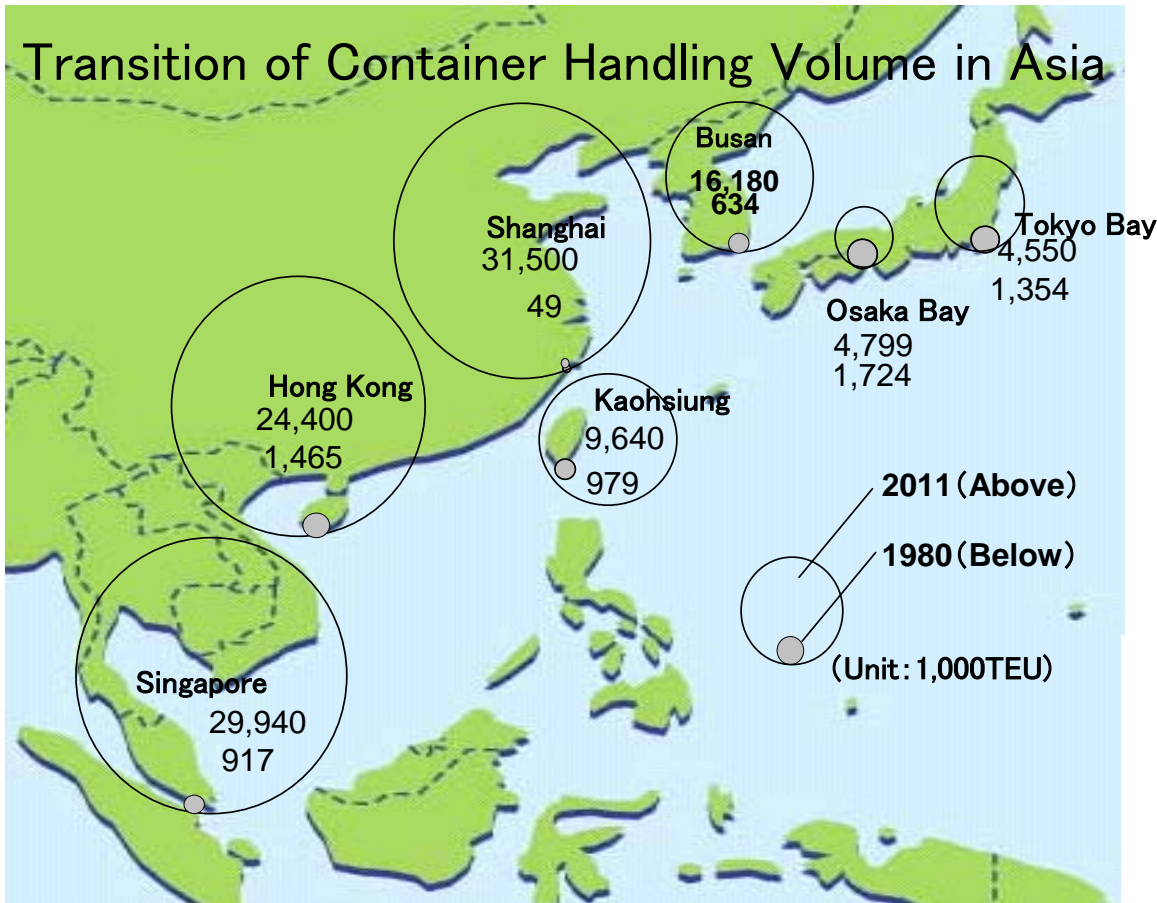 Transition of Container Handling Volume in Asia
Busan
16,180
634
Shanghai
31,500
49
Tokyo Bay
4,550
1,354
Osaka Bay
4,799
1,724
Hong Kong
24,400
1,465
Kaohsiung
9,640
979
2011(Above)
1980(Below)
(Unit:1,000TEU)
Singapore
29,940
917